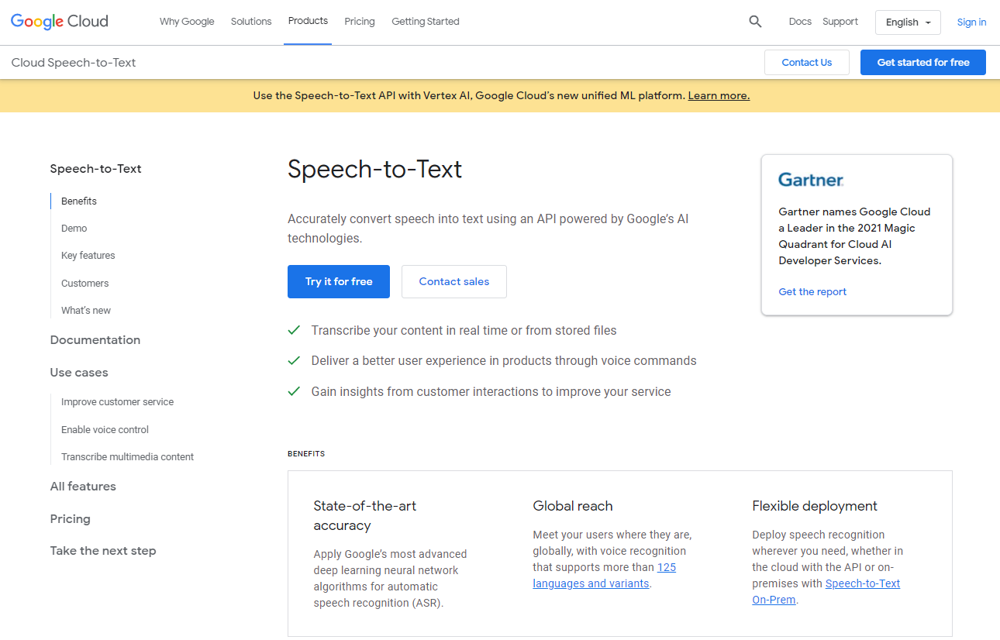 Google Cloud
Why Google
Solutions
Products
Pricing
Getting Started
Docs
Support
English
Sign in
Cloud Speech-to-Text
Contact Us
Get started for free
Use the Speech-to-Text API with Vertex AI, Google Cloud's new unified ML platform. Learn more.
Speech-to-Text
Benefits
Demo
Key features
Customers
What's new
Documentation
Use cases
Improve customer service
Enable voice control
Transcribe multimedia content
All features
Pricing
Take the next step
Speech-to-Text
Accurately convert speech into text using an API powered by Google's AI
technologies.
Try it for free
Contact sales
Transcribe your content in real time or from stored files
Deliver a better user experience in products through voice commands
Gain insights from customer interactions to improve your service
Gartner
Gartner names Google Cloud
a Leader in the 2021 Magic
Quadrant for Cloud AI
Developer Services.
Get the report
BENEFITS
State-of-the-art
accuracy
Apply Google's most advanced
deep learning neural network
algorithms for automatic
speech recognition (ASR).
Global reach
Meet your users where they are,
globally, with voice recognition
that supports more than 125
languages and variants.
Flexible deployment
Deploy speech recognition
wherever you need, whether in
the cloud with the API or on-
premises with Speech-to-Text
On-Prem.